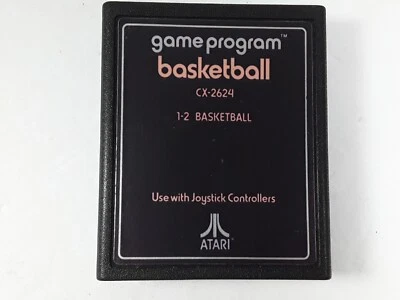 game program™
basketball
CX-2624
1-2 BASKETBALL
Use with Joystick Controllers
ATARI